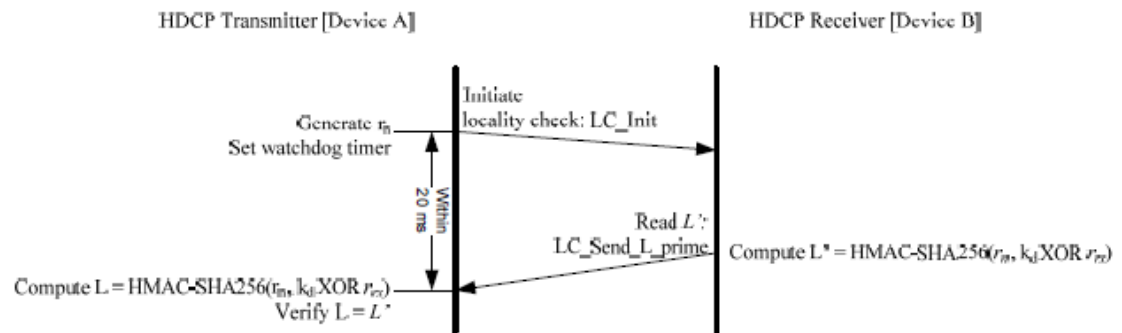 HDCP Transmitter [Device A]
HDCP Receiver [Device B]
Initiate
locality check: LC_Init
Generate rn
Set watchdog timer
Within
20 ms
Read L':
LC_Send_L_prime
Compute L' = HMAC-SHA256(rn, kd XOR rrx)
Compute L = HMAC-SHA256(rn, kd XOR rrx)
Verify L = L'